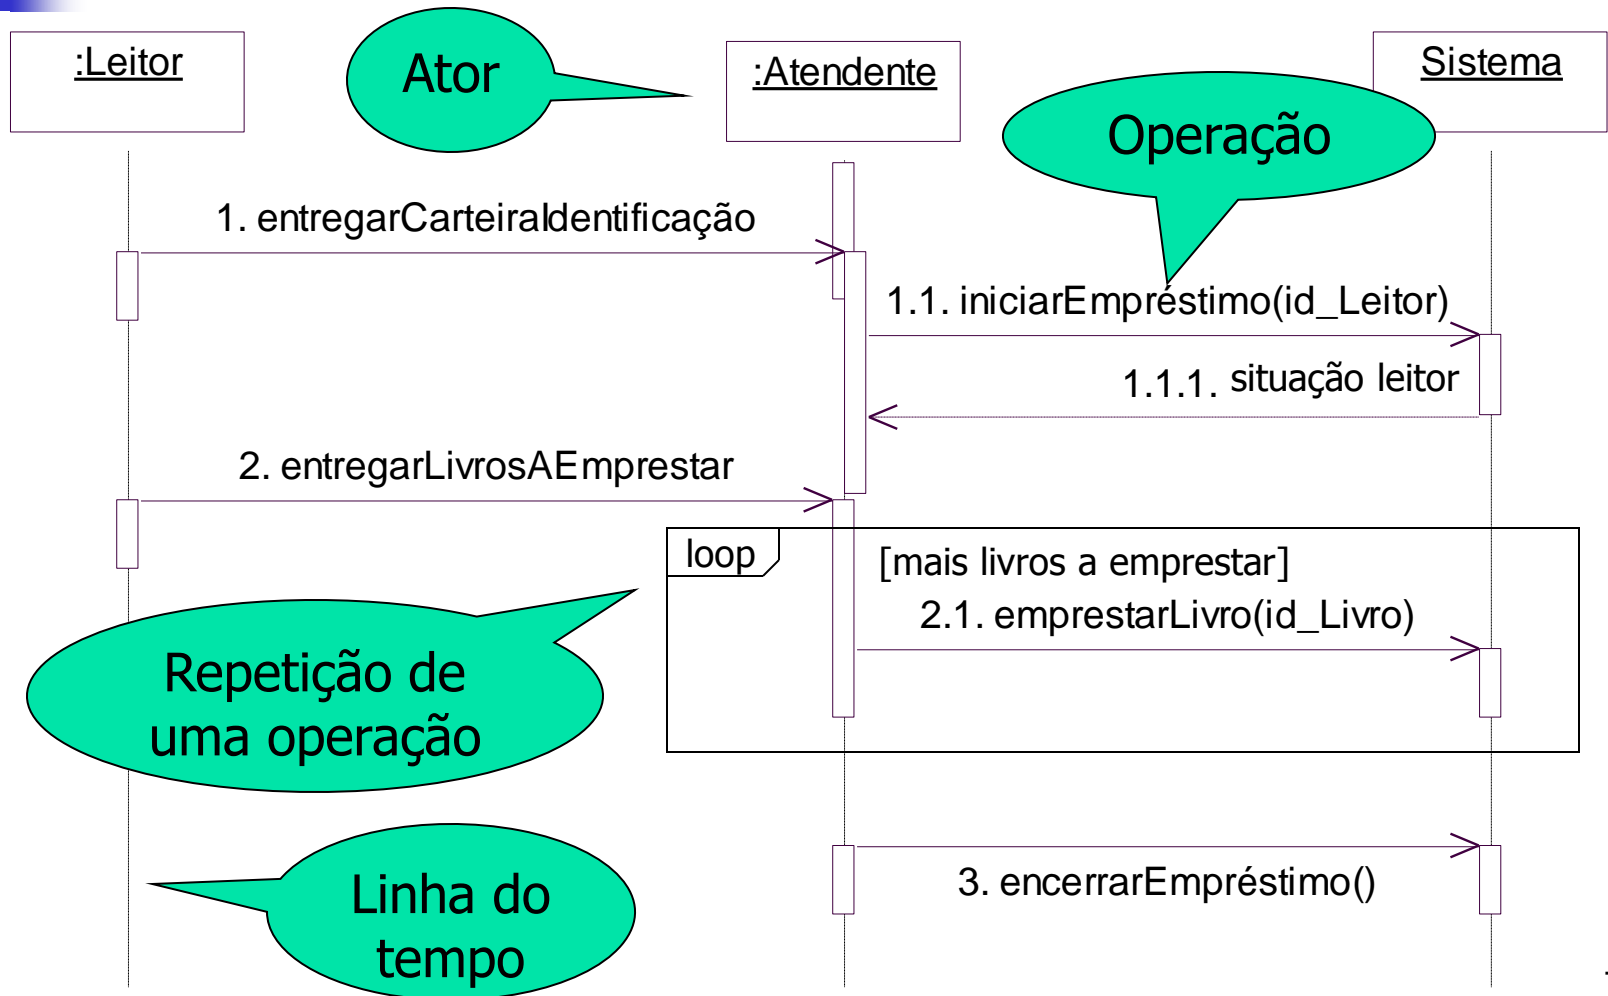 :Leitor
Ator
:Atendente
Sistema
Operação
1. entregarCarteiraIdentificação
1.1. iniciarEmpréstimo(id_Leitor)
1.1.1. situação leitor
2. entregarLivrosAEmprestar
loop
[mais livros a emprestar]
2.1. emprestarLivro(id_Livro)
Repetição de
uma operação
3. encerrarEmpréstimo()
Linha do
tempo